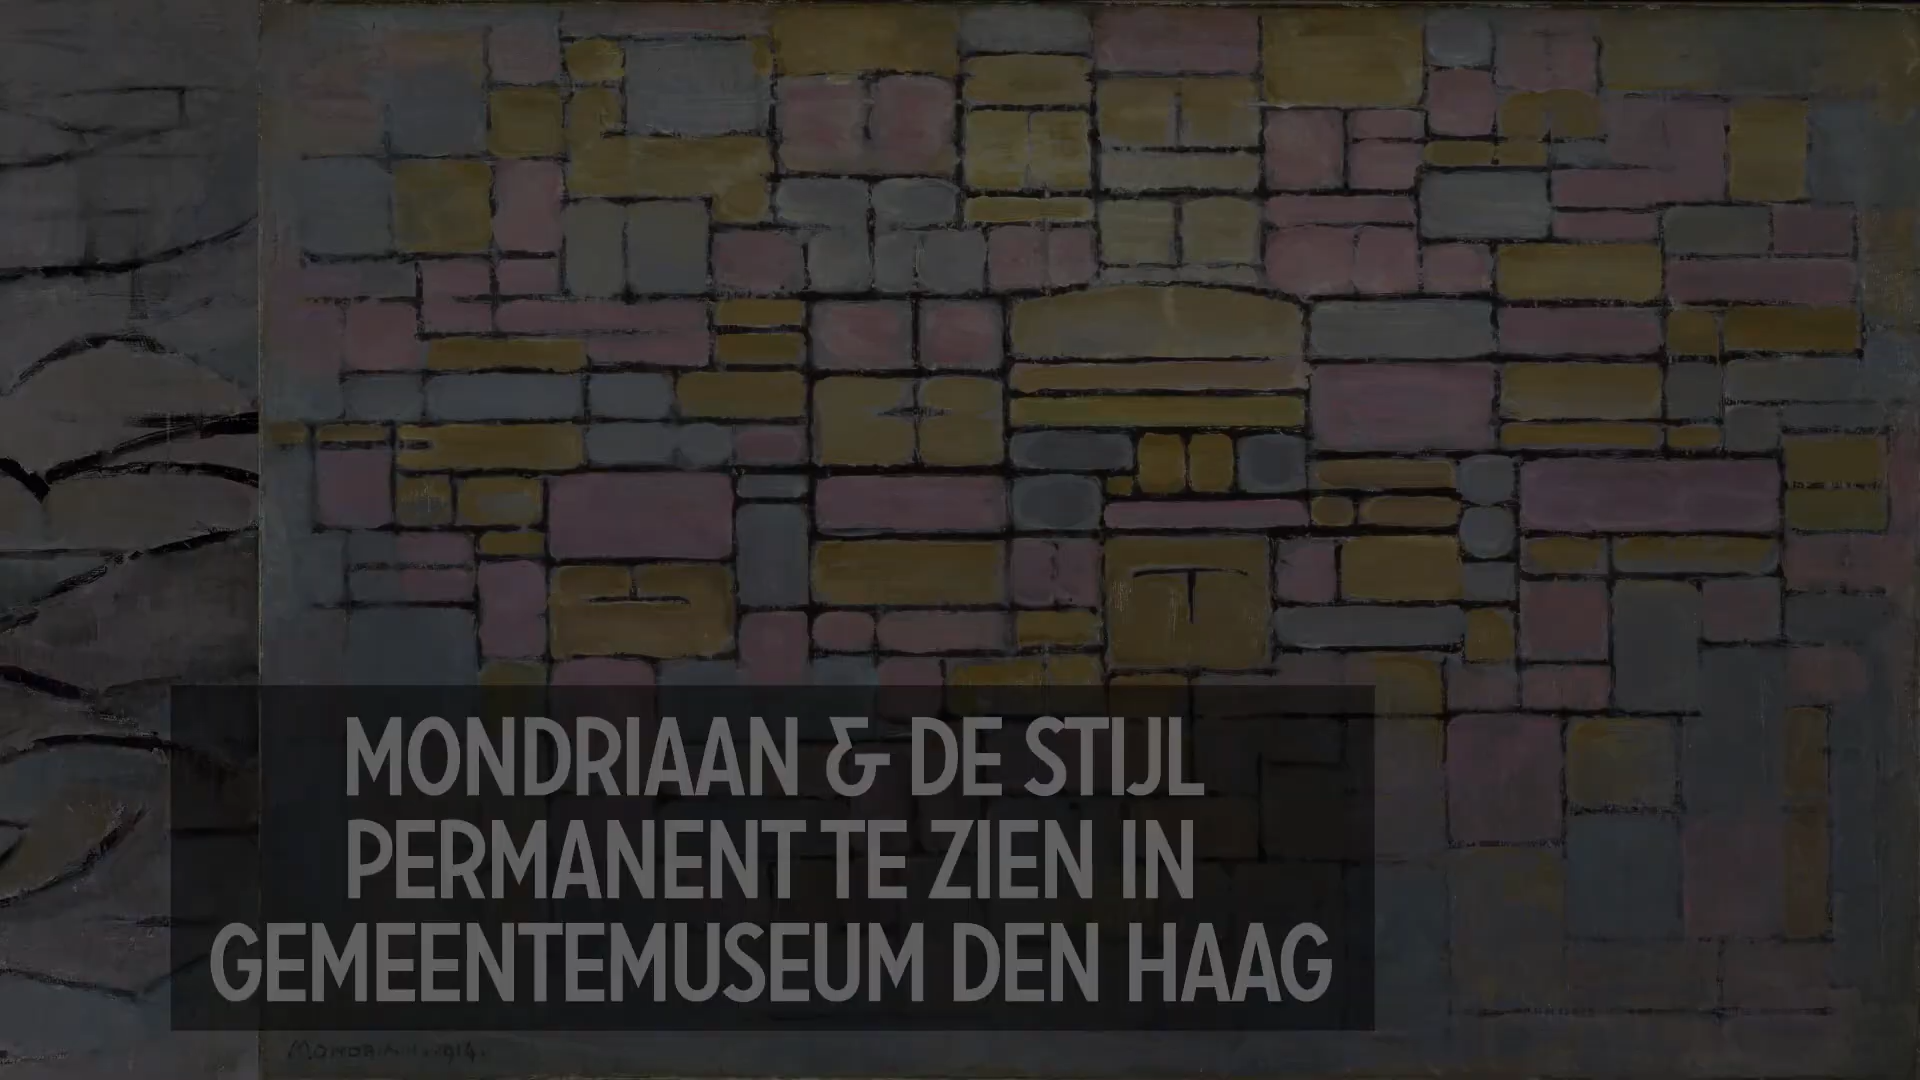 MONDRIAAN & DE STIJL
PERMANENT TE ZIEN IN
GEMEENTEMUSEUM DEN HAAG